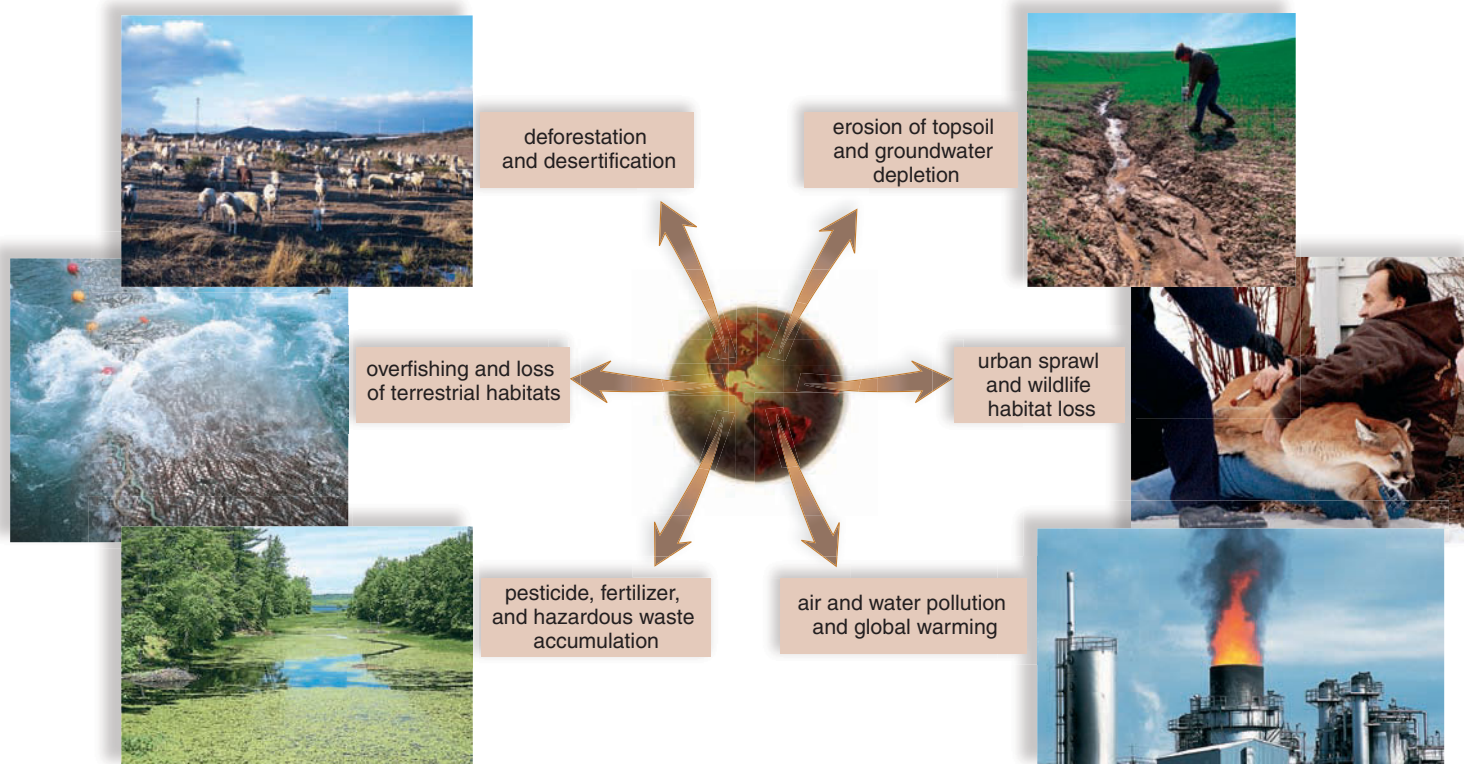 deforestation
and desertification
erosion of topsoil
and groundwater
depletion
overfishing and loss
of terrestrial habitats
urban sprawl
and wildlife
habitat loss
pesticide, fertilizer,
and hazardous waste
accumulation
air and water pollution
and global warming